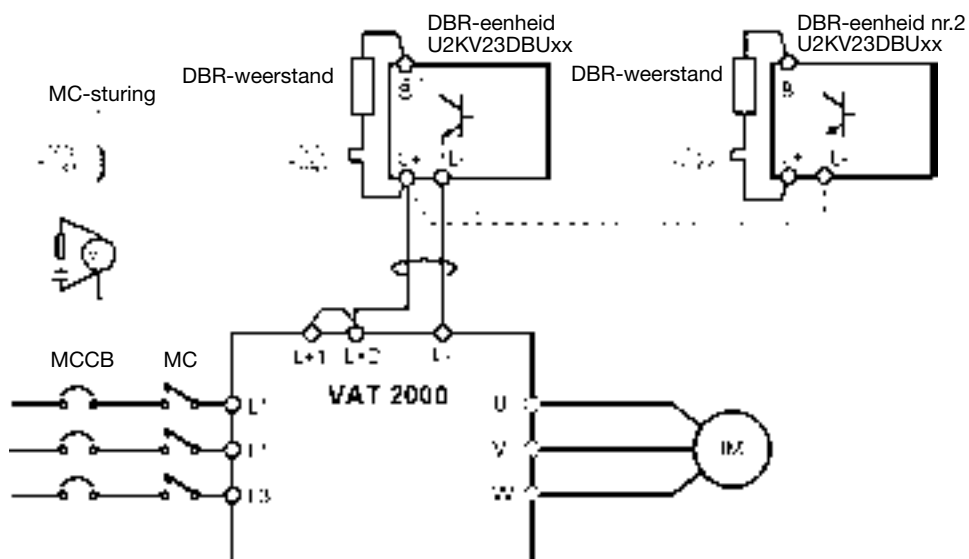 DBR-eenheid
U2KV23DBUxx
DBR-eenheid nr.2
U2KV23DBUxx
DBR-weerstand
DBR-weerstand
MC-sturing
B
L+
L-
L-
L+1
L-
MCCB
MC
VAT 2000
U
V
W
IM